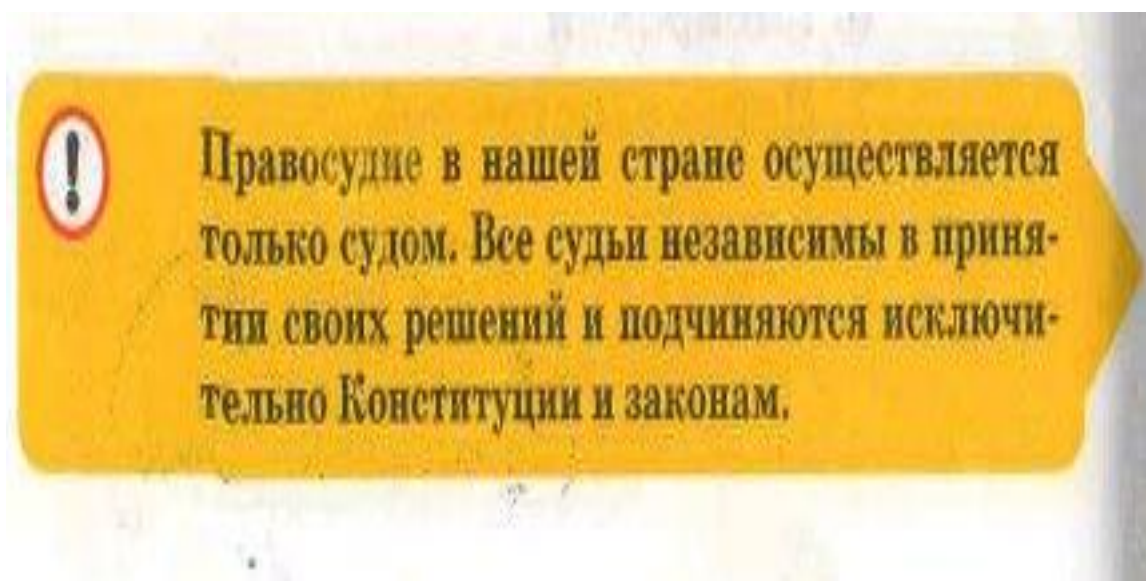 Правосудие в нашей стране осуществляется
только судом. Все судьи независимы в приня-
тии своих решений и подчиняются исключи-
тельно Конституции и законам.